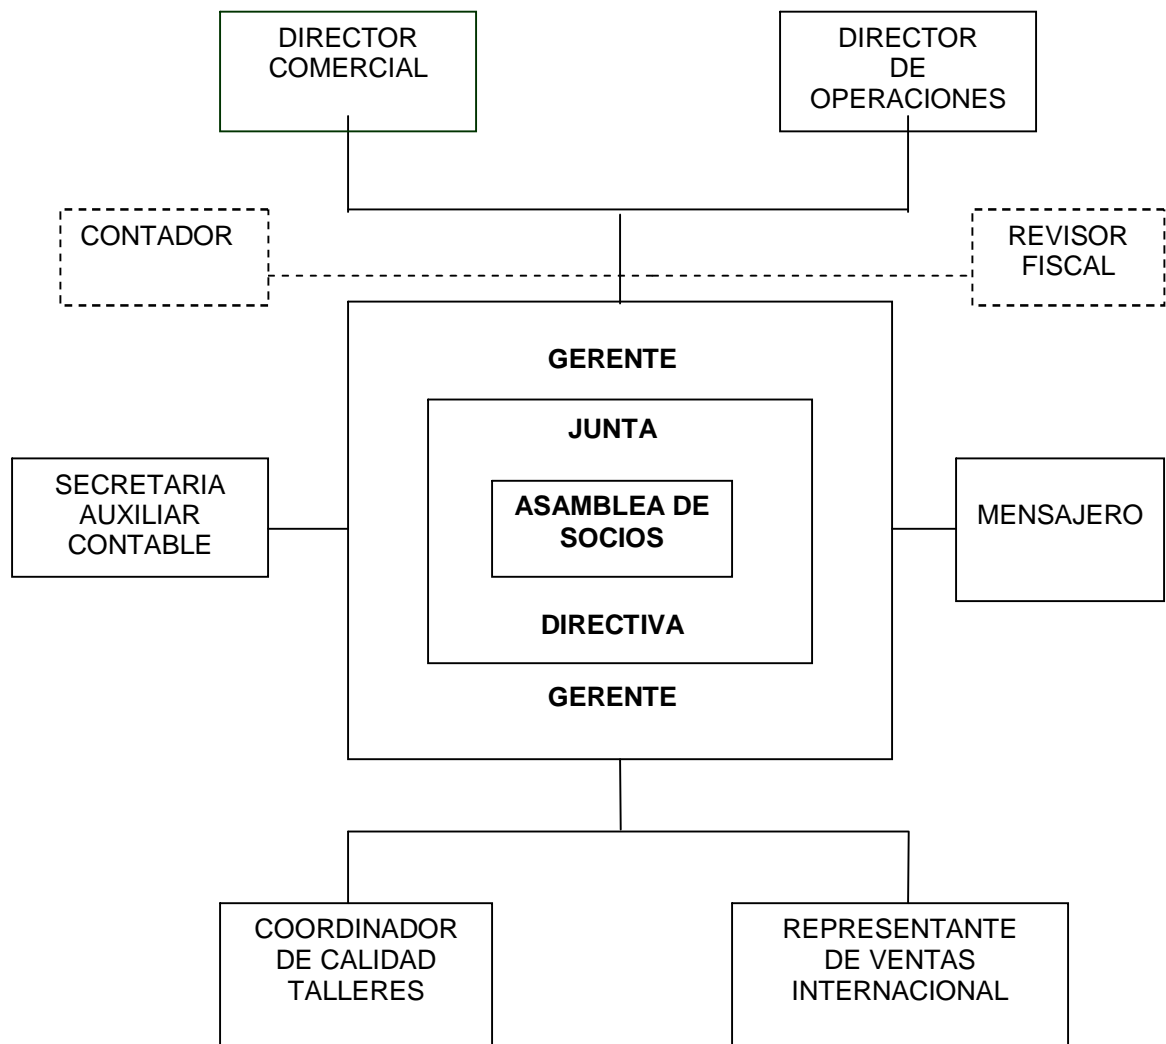 DIRECTOR
COMERCIAL
DIRECTOR
DE
OPERACIONES
CONTADOR
REVISOR
FISCAL
GERENTE
JUNTA
SECRETARIA
AUXILIAR
CONTABLE
ASAMBLEA DE
SOCIOS
MENSAJERO
DIRECTIVA
GERENTE
COORDINADOR
DE CALIDAD
TALLERES
REPRESENTANTE
DE VENTAS
INTERNACIONAL